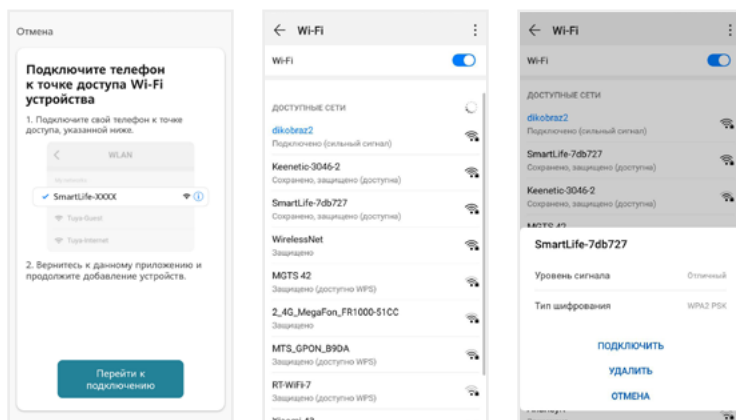 Отмена
Подключите телефон
к точке доступа Wi-Fi
устройства
1. Подключите свой телефон к точке
доступа, указанной ниже.
WLAN
SmartLife-XXXX
Tuya-Guest
Tuya-Internet
2. Вернитесь к данному приложению и
продолжите добавление устройств.
Перейти к
подключению
Wi-Fi
Wi-Fi
ДОСТУПНЫЕ СЕТИ
dikobraz2
Подключено (сильный сигнал)
Keenetic-3046-2
Сохранено, защищено (доступна)
SmartLife-7db727
Сохранено, защищено (доступна)
WirelessNet
Защищено
MGTS 42
Защищено (доступно WPS)
2_4G_MegaFon_FR1000-51CC
Защищено
MTS_GPON_B9DA
Защищено (доступно WPS)
RT-WiFi-7
Защищено (доступно WPS)
Wi-Fi
Wi-Fi
ДОСТУПНЫЕ СЕТИ
dikobraz2
Подключено (сильный сигнал)
SmartLife-7db727
Сохранено, защищено (доступна)
Keenetic-3046-2
Сохранено, защищено (доступна)
MGTS 42
SmartLife-7db727
Уровень сигнала Отличный
Тип шифрования WPA2 PSK
ПОДКЛЮЧИТЬ
УДАЛИТЬ
ОТМЕНА